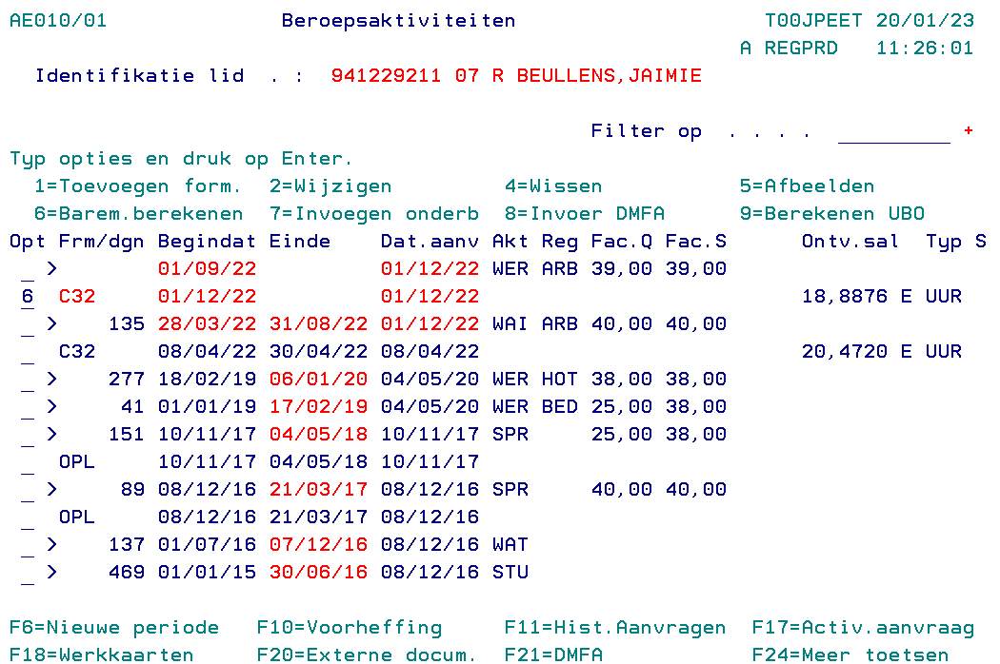 AE010/01 Beroepsaktiviteiten T00JPEET 20/01/23
A REGPRD 11:26:01
Identifikatie lid . : 941229211 07 R BEULLENS,JAIMIE
Filter op . . . . _________ +
Typ opties en druk op Enter.
1=Toevoegen form. 2=Wijzigen 4=Wissen 5=Afbeelden
6=Barem.berekenen 7=Invoegen onderb 8=Invoer DMFA 9=Berekenen UBO
Opt Frm/dgn Begindat Einde Dat.aanv Akt Reg Fac.Q Fac.S Ontv.sal Typ S
_ > 01/09/22 01/12/22 WER ARB 39,00 39,00
6 C32 01/12/22 01/12/22 18,8876 E UUR
_ > 135 28/03/22 31/08/22 01/12/22 WAI ARB 40,00 40,00
_ C32 08/04/22 30/04/22 08/04/22 20,4720 E UUR
_ > 277 18/02/19 06/01/20 04/05/20 WER HOT 38,00 38,00
_ > 41 01/01/19 17/02/19 04/05/20 WER BED 25,00 38,00
_ > 151 10/11/17 04/05/18 10/11/17 SPR 25,00 38,00
_ OPL 10/11/17 04/05/18 10/11/17
_ > 89 08/12/16 21/03/17 08/12/16 SPR 40,00 40,00
_ OPL 08/12/16 21/03/17 08/12/16
_ > 137 01/07/16 07/12/16 08/12/16 WAT
_ > 469 01/01/15 30/06/16 08/12/16 STU
F6=Nieuwe periode F10=Voorheffing F11=Hist.Aanvragen F17=Activ.aanvraag
F18=Werkkaarten F20=Externe docum. F21=DMFA F24=Meer toetsen